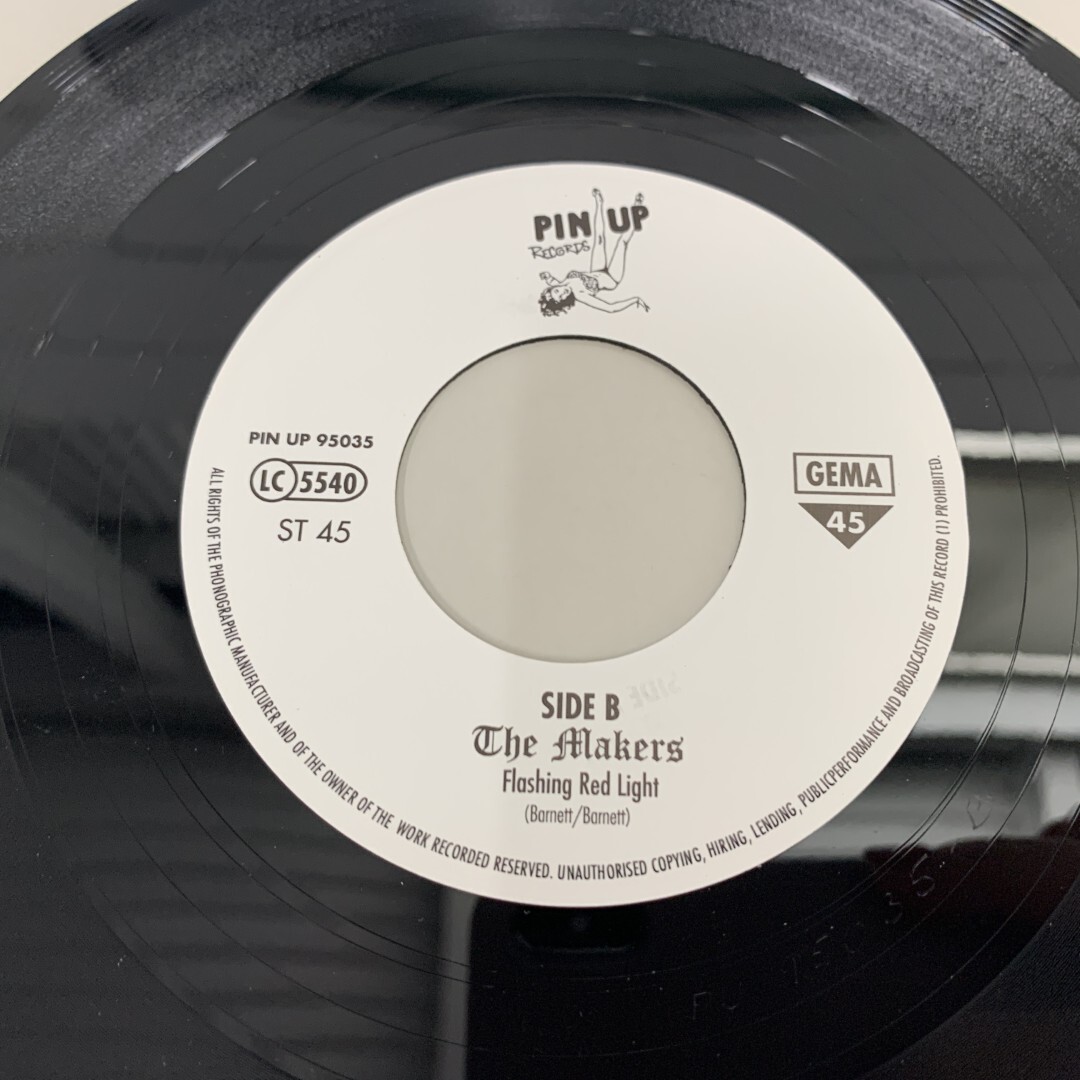 PIN UP
RECORDS
PIN UP 95035
LC 5540
ST 45
GEMA
45
SIDE B
The Makers
Flashing Red Light
(Barnett/Barnett)
ALL RIGHTS OF THE PHONOGRAPHIC MANUFACTURER AND OF THE OWNER OF THE WORK RECORDED RESERVED. UNAUTHORISED COPYING, HIRING, LENDING, PUBLICPERFORMANCE AND BROADCASTING OF THIS RECORD (1) PROHIBITED.